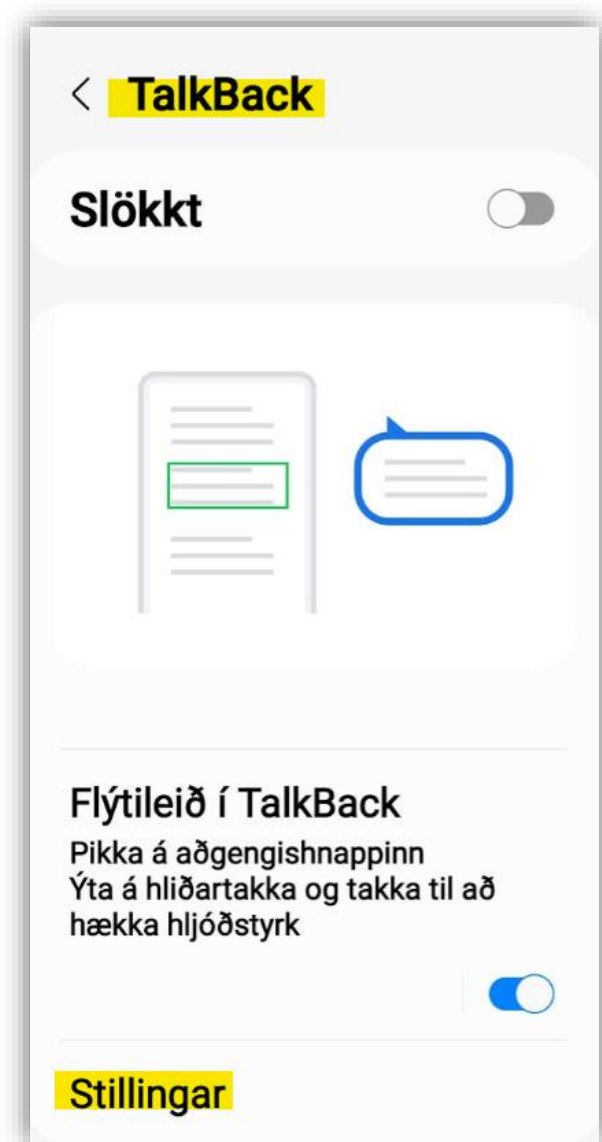 TalkBack
Slökkt
Flýtileið í TalkBack
Pikka á aðgengishnappinn
Ýta á hliðartakka og takka til að
hækka hljóðstyrk
Stillingar